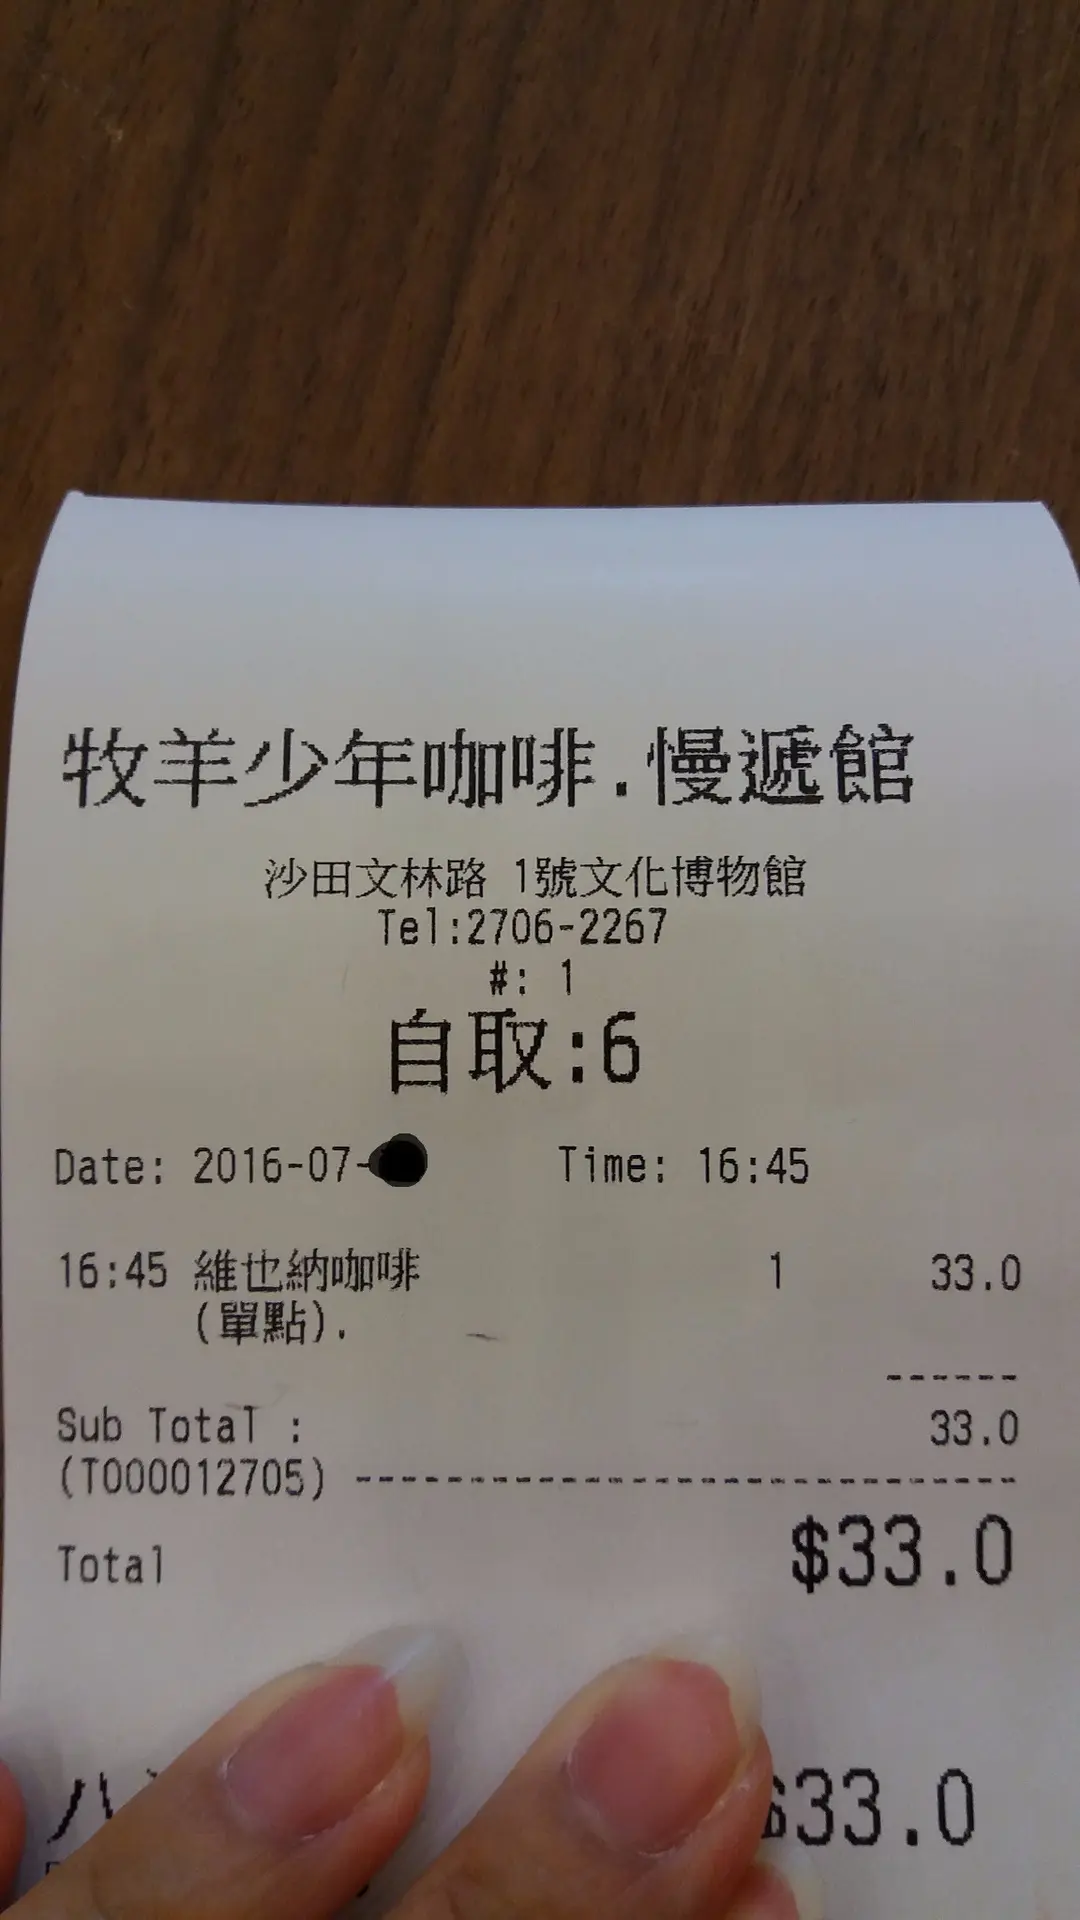 牧羊少年咖啡.慢遞館
沙田文林路 1號文化博物館
Tel:2706-2267
#: 1
自取:6
Date: 2016-07- Time: 16:45
16:45 維也納咖啡 1 33.0
(單點).
------
Sub Total : 33.0
(T000012705) -----------------------------
Total $33.0
八 $33.0